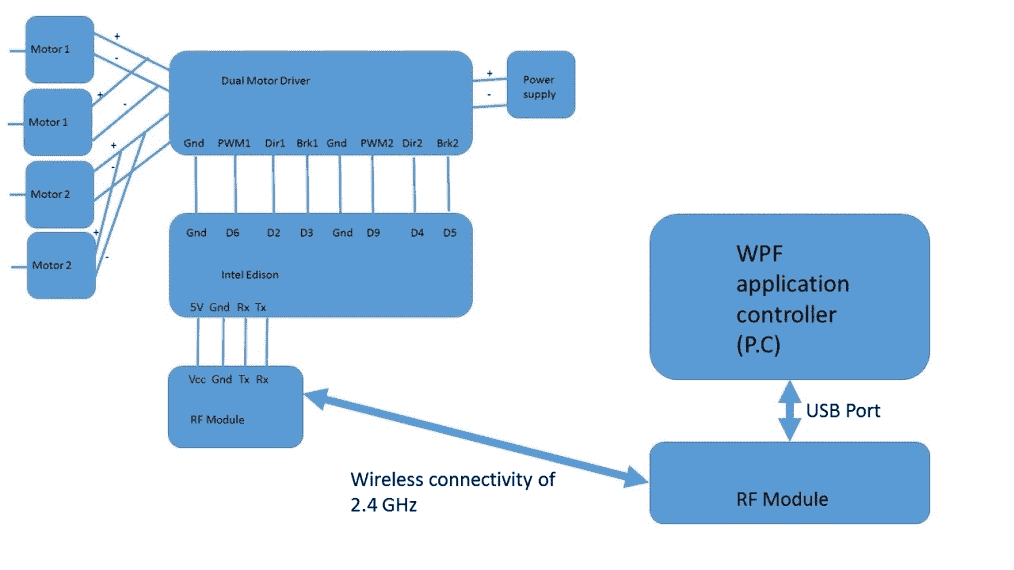 Motor 1
+
-
Motor 1
+
-
Motor 2
+
-
Motor 2
+
-
Dual Motor Driver
+
-
Power
supply
Gnd PWM1 Dir1 Brk1 Gnd PWM2 Dir2 Brk2
Gnd D6 D2 D3 Gnd D9 D4 D5
Intel Edison
5V Gnd Rx Tx
Vcc Gnd Tx Rx
RF Module
Wireless connectivity of
2.4 GHz
WPF
application
controller
(P.C)
USB Port
RF Module